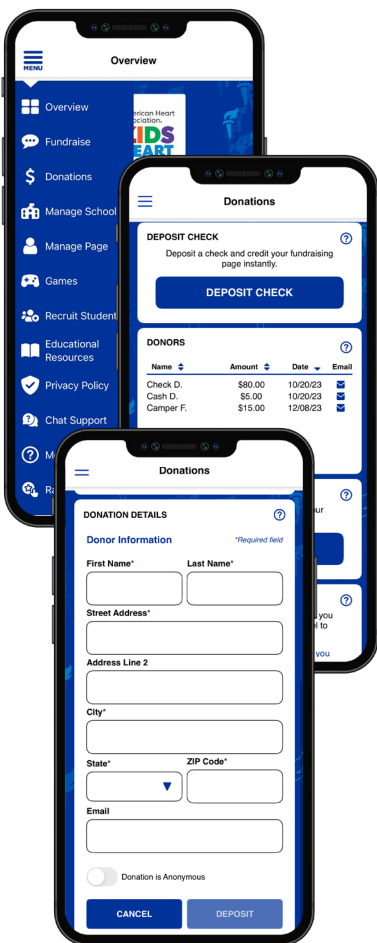 Overview
MENU
Overview
Fundraise
Donations
Manage School
Manage Page
Games
Recruit Student
Educational
Resources
Privacy Policy
Chat Support
Donations
DEPOSIT CHECK
Deposit a check and credit your fundraising
page instantly.
DEPOSIT CHECK
DONORS
Name Amount Date Email
Check D. $80.00 10/20/23
Cash D. $5.00 10/20/23
Camper F. $15.00 12/08/23
you
el to
you
Donations
DONATION DETAILS
Donor Information *Required field
First Name* Last Name*
Street Address*
Address Line 2
City*
State* ZIP Code*
Email
Donation is Anonymous
CANCEL DEPOSIT